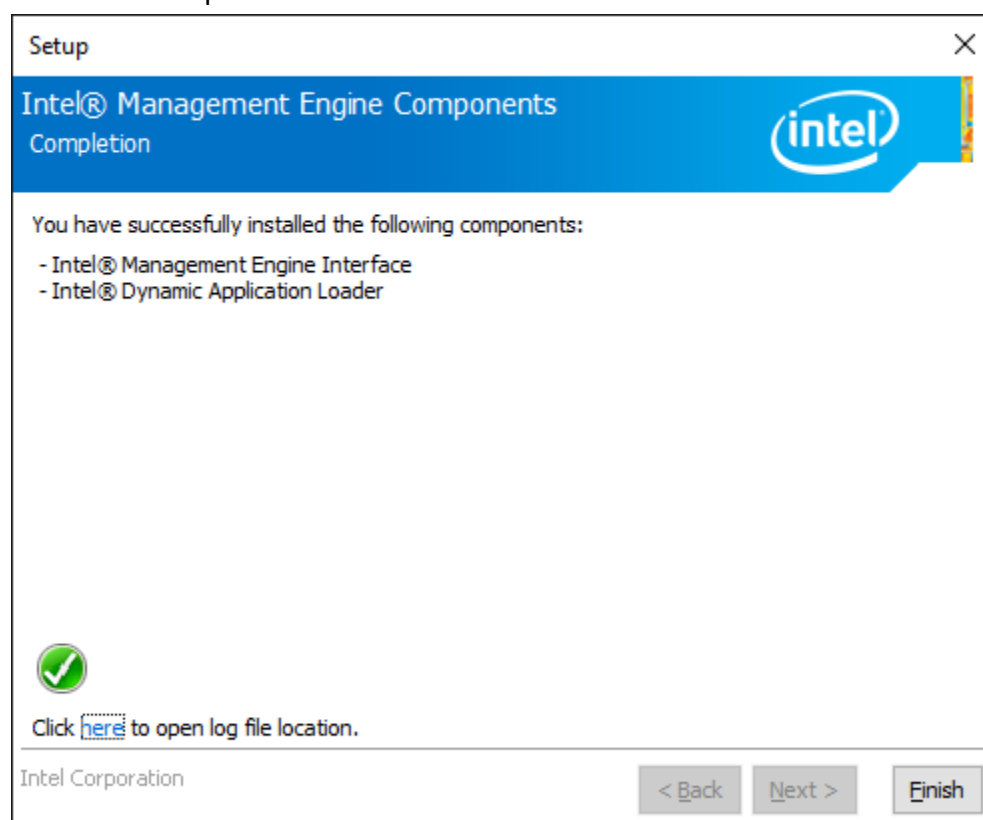 Setup
Intel® Management Engine Components
Completion
intel
You have successfully installed the following components:
- Intel® Management Engine Interface
- Intel® Dynamic Application Loader
Click here to open log file location.
Intel Corporation
< Back
Next >
Finish